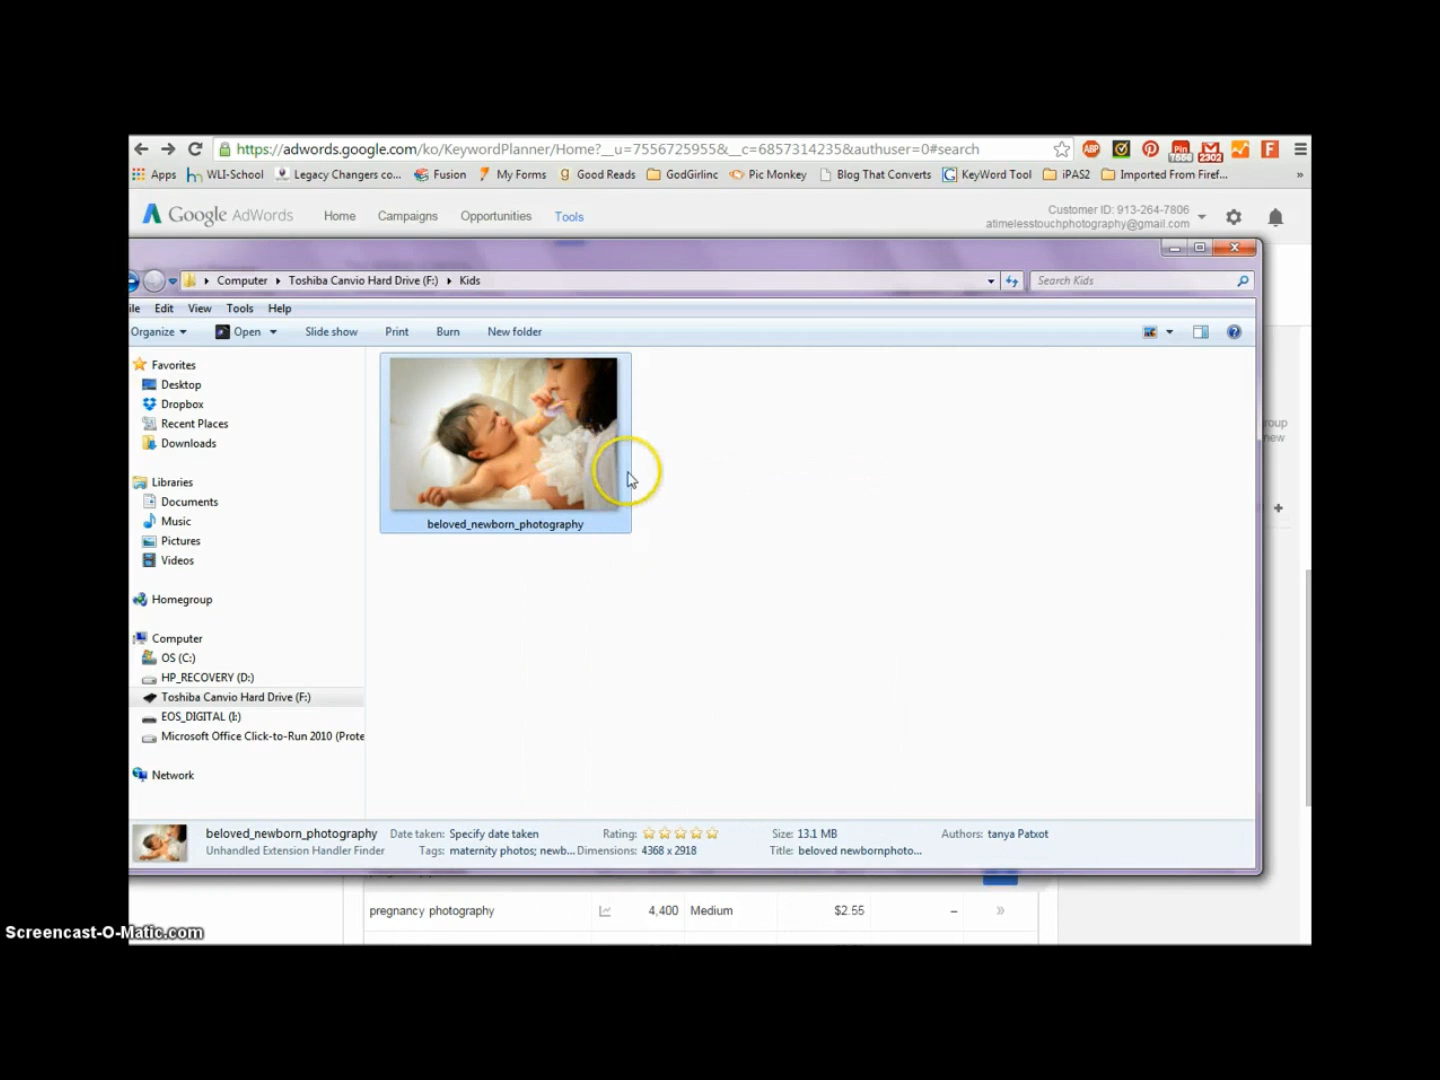 https://adwords.google.com/ko/KeywordPlanner/Home?__u=7556725955&__c=6857314235&authuser=0#search
ABP
Pin
7558
2302
F
Apps WLI-School Legacy Changers co... Fusion My Forms Good Reads GodGirlinc Pic Monkey Blog That Converts KeyWord Tool iPAS2 Imported From Firef... »
Google AdWords Home Campaigns Opportunities Tools
Customer ID: 913-264-7806
atimelesstouchphotography@gmail.com
Computer Toshiba Canvio Hard Drive (F:) Kids
Search Kids
ile Edit View Tools Help
Organize Open Slide show Print Burn New folder
Favorites
Desktop
Dropbox
Recent Places
Downloads
Libraries
Documents
Music
Pictures
Videos
Homegroup
Computer
OS (C:)
HP_RECOVERY (D:)
Toshiba Canvio Hard Drive (F:)
EOS_DIGITAL (I:)
Microsoft Office Click-to-Run 2010 (Prote
Network
beloved_newborn_photography
roup
new
beloved_newborn_photography Date taken: Specify date taken Rating: Size: 13.1 MB Authors: tanya Patxot
Unhandled Extension Handler Finder Tags: maternity photos; newb... Dimensions: 4368 x 2918 Title: beloved newbornphoto...
pregnancy photography 4,400 Medium $2.55 – »
Screencast-O-Matic.com